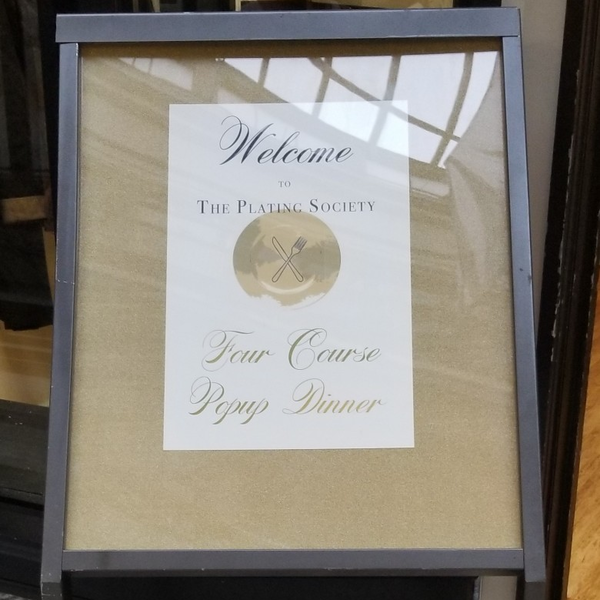 Welcome
TO
THE PLATING SOCIETY
Four Course
Popup Dinner